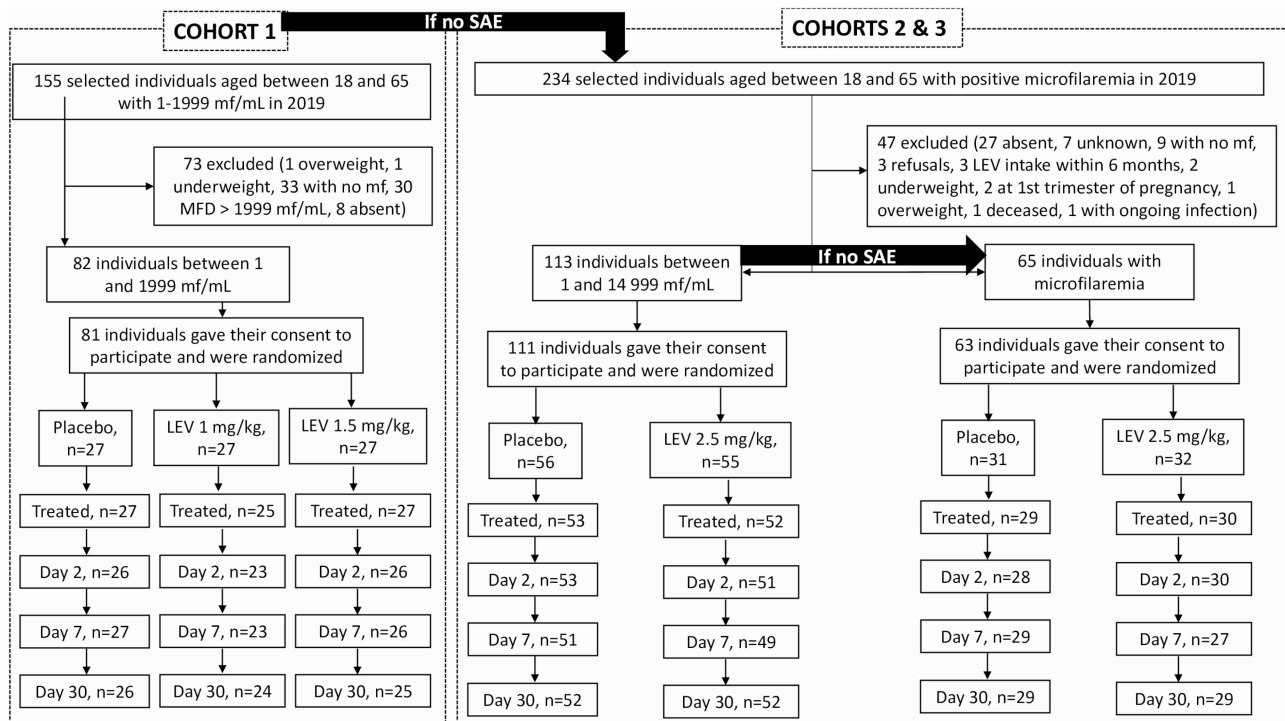 COHORT 1
If no SAE
COHORTS 2 & 3
155 selected individuals aged between 18 and 65
with 1-1999 mf/mL in 2019
73 excluded (1 overweight, 1
underweight, 33 with no mf, 30
MFD > 1999 mf/mL, 8 absent)
82 individuals between 1
and 1999 mf/mL
81 individuals gave their consent to
participate and were randomized
Placebo,
n=27
LEV 1 mg/kg,
n=27
LEV 1.5 mg/kg,
n=27
Treated, n=27
Treated, n=25
Treated, n=27
Day 2, n=26
Day 2, n=23
Day 2, n=26
Day 7, n=27
Day 7, n=23
Day 7, n=26
Day 30, n=26
Day 30, n=24
Day 30, n=25
234 selected individuals aged between 18 and 65 with positive microfilaremia in 2019
47 excluded (27 absent, 7 unknown, 9 with no mf,
3 refusals, 3 LEV intake within 6 months, 2
underweight, 2 at 1st trimester of pregnancy, 1
overweight, 1 deceased, 1 with ongoing infection)
113 individuals between
1 and 14 999 mf/mL
If no SAE
65 individuals with
microfilaremia
111 individuals gave their consent
to participate and were randomized
63 individuals gave their consent to
participate and were randomized
Placebo,
n=56
LEV 2.5 mg/kg,
n=55
Placebo,
n=31
LEV 2.5 mg/kg,
n=32
Treated, n=53
Treated, n=52
Treated, n=29
Treated, n=30
Day 2, n=53
Day 2, n=51
Day 2, n=28
Day 2, n=30
Day 7, n=51
Day 7, n=49
Day 7, n=29
Day 7, n=27
Day 30, n=52
Day 30, n=52
Day 30, n=29
Day 30, n=29